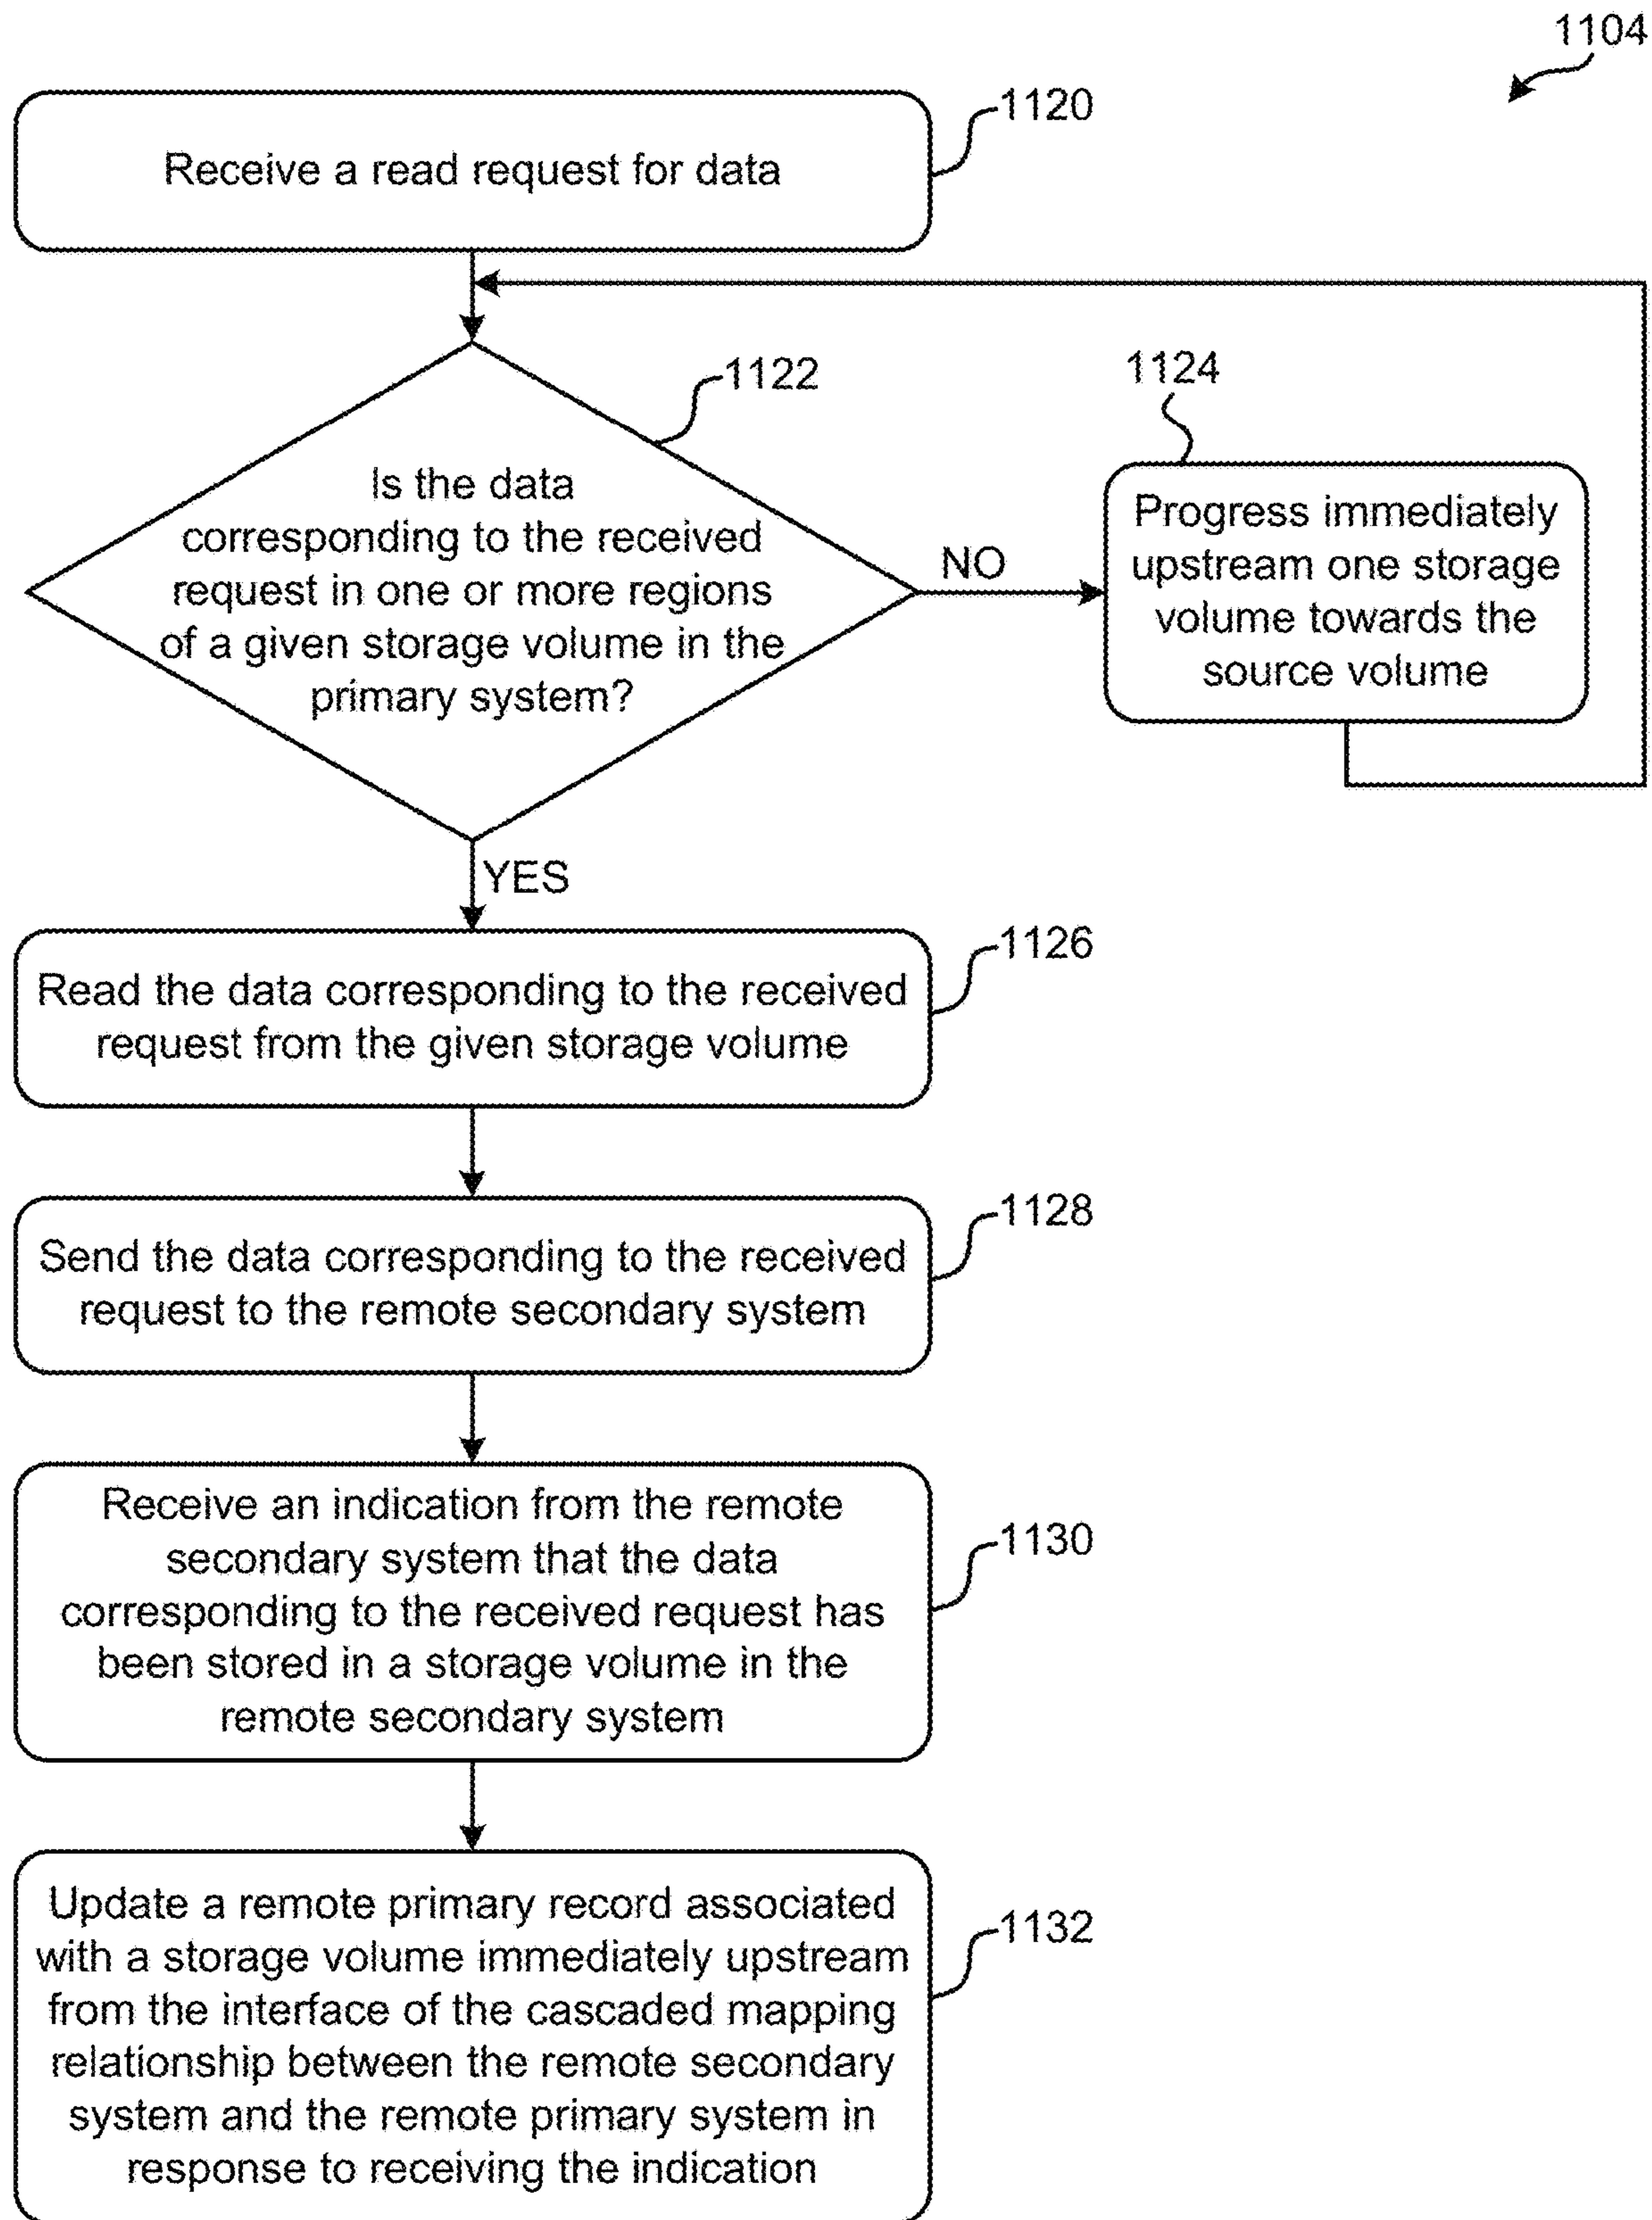 1104
1120
Receive a read request for data
1122
Is the data
corresponding to the received
request in one or more regions
of a given storage volume in the
primary system?
NO
1124
Progress immediately
upstream one storage
volume towards the
source volume
YES
1126
Read the data corresponding to the received
request from the given storage volume
1128
Send the data corresponding to the received
request to the remote secondary system
1130
Receive an indication from the remote
secondary system that the data
corresponding to the received request has
been stored in a storage volume in the
remote secondary system
1132
Update a remote primary record associated
with a storage volume immediately upstream
from the interface of the cascaded mapping
relationship between the remote secondary
system and the remote primary system in
response to receiving the indication